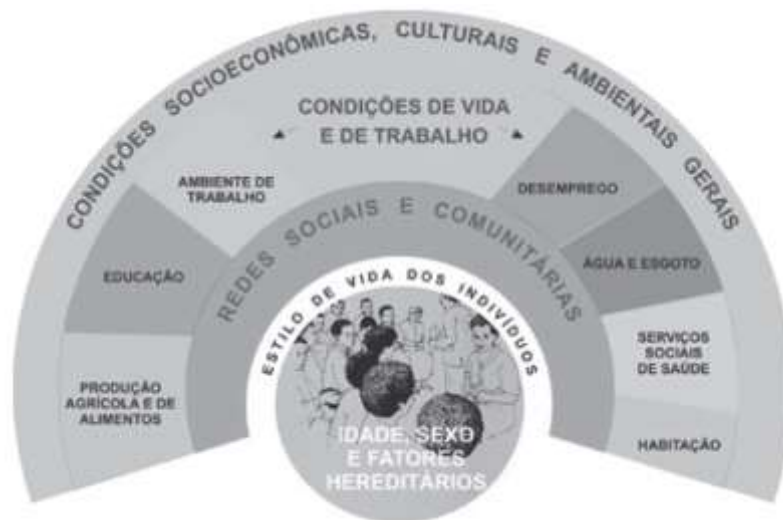 CONDIÇÕES SOCIOECONÔMICAS, CULTURAIS E AMBIENTAIS GERAIS
CONDIÇÕES DE VIDA
E DE TRABALHO
AMBIENTE DE
TRABALHO
DESEMPREGO
REDES SOCIAIS E COMUNITÁRIAS
EDUCAÇÃO
ÁGUA E ESGOTO
ESTILO DE VIDA DOS INDIVÍDUOS
PRODUÇÃO
AGRÍCOLA E DE
ALIMENTOS
SERVIÇOS
SOCIAIS
DE SAÚDE
HABITAÇÃO
IDADE, SEXO
E FATORES
HEREDITÁRIOS